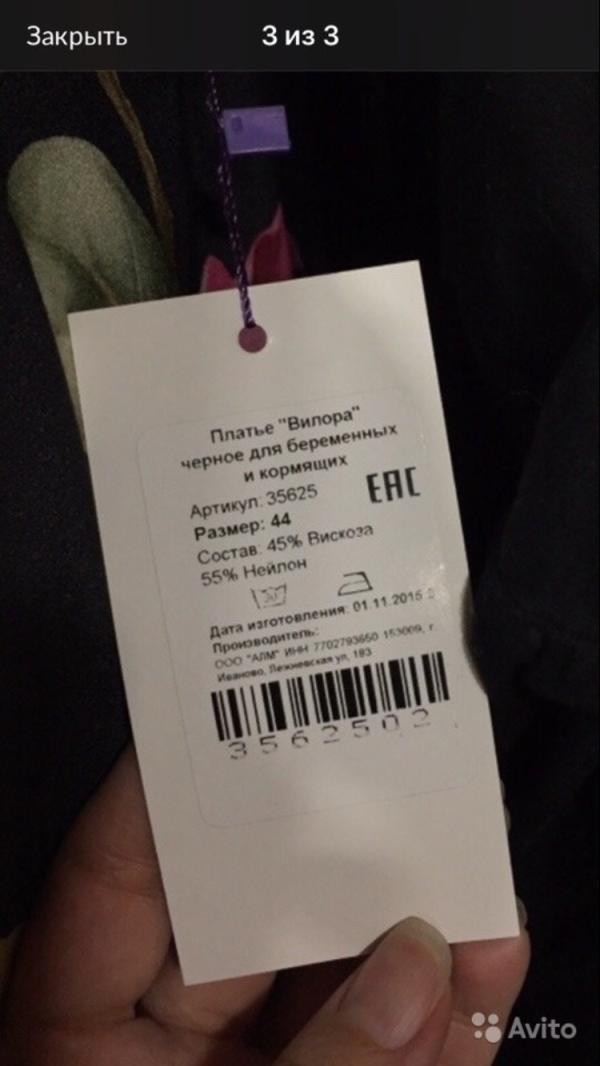 Закрыть 3 из 3
Платье "Вилора"
черное для беременных
и кормящих
Артикул: 35625
EAC
Размер: 44
Состав: 45% Вискоза
55% Нейлон
30
Дата изготовления: 01.11.2015
Производитель:
ООО "АЛМ" ИНН 7702793650 153009, г.
Иваново, Лежневская ул, 183
3562502
Avito